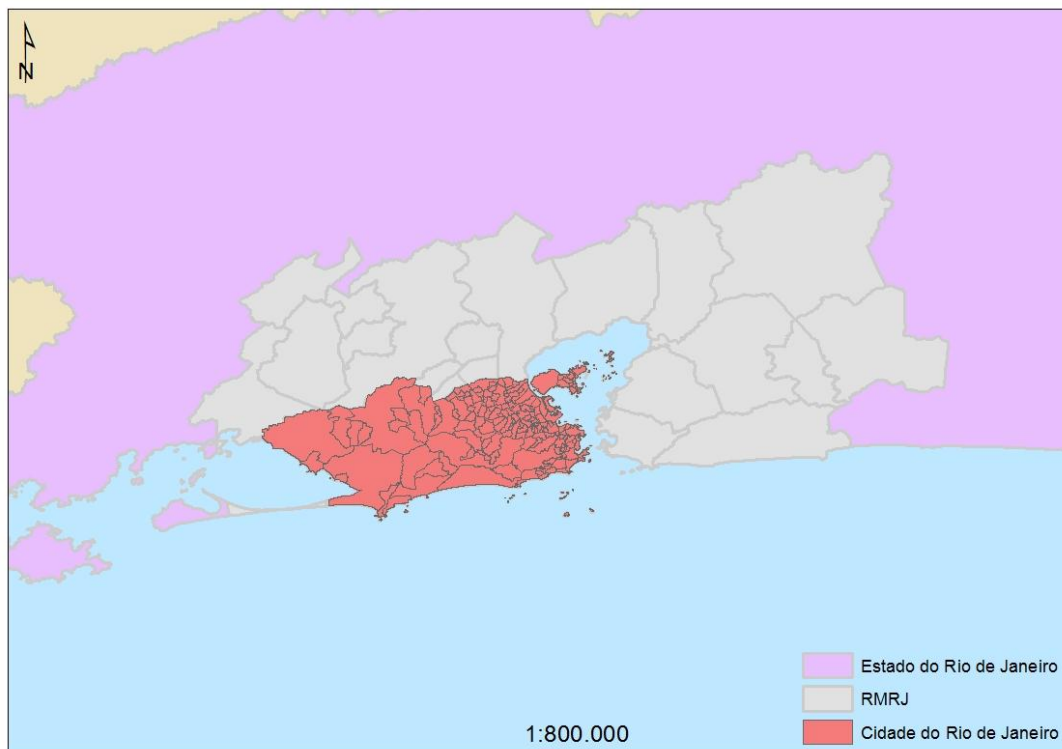 N
Estado do Rio de Janeiro
RMRJ
1:800.000
Cidade do Rio de Janeiro